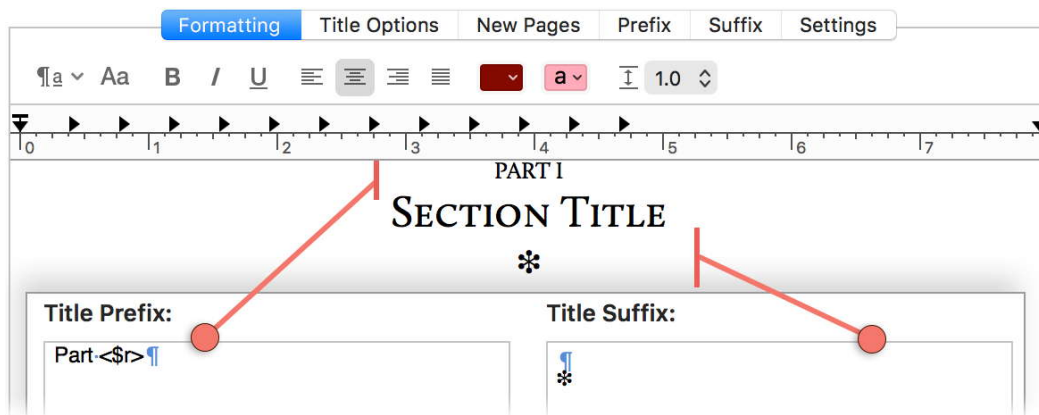 Formatting Title Options New Pages Prefix Suffix Settings
¶a Aa B I U a 1.0
0 1 2 3 4 5 6 7
PART I
SECTION TITLE
✻
Title Prefix: Title Suffix:
Part·<$r>¶ ¶
✻